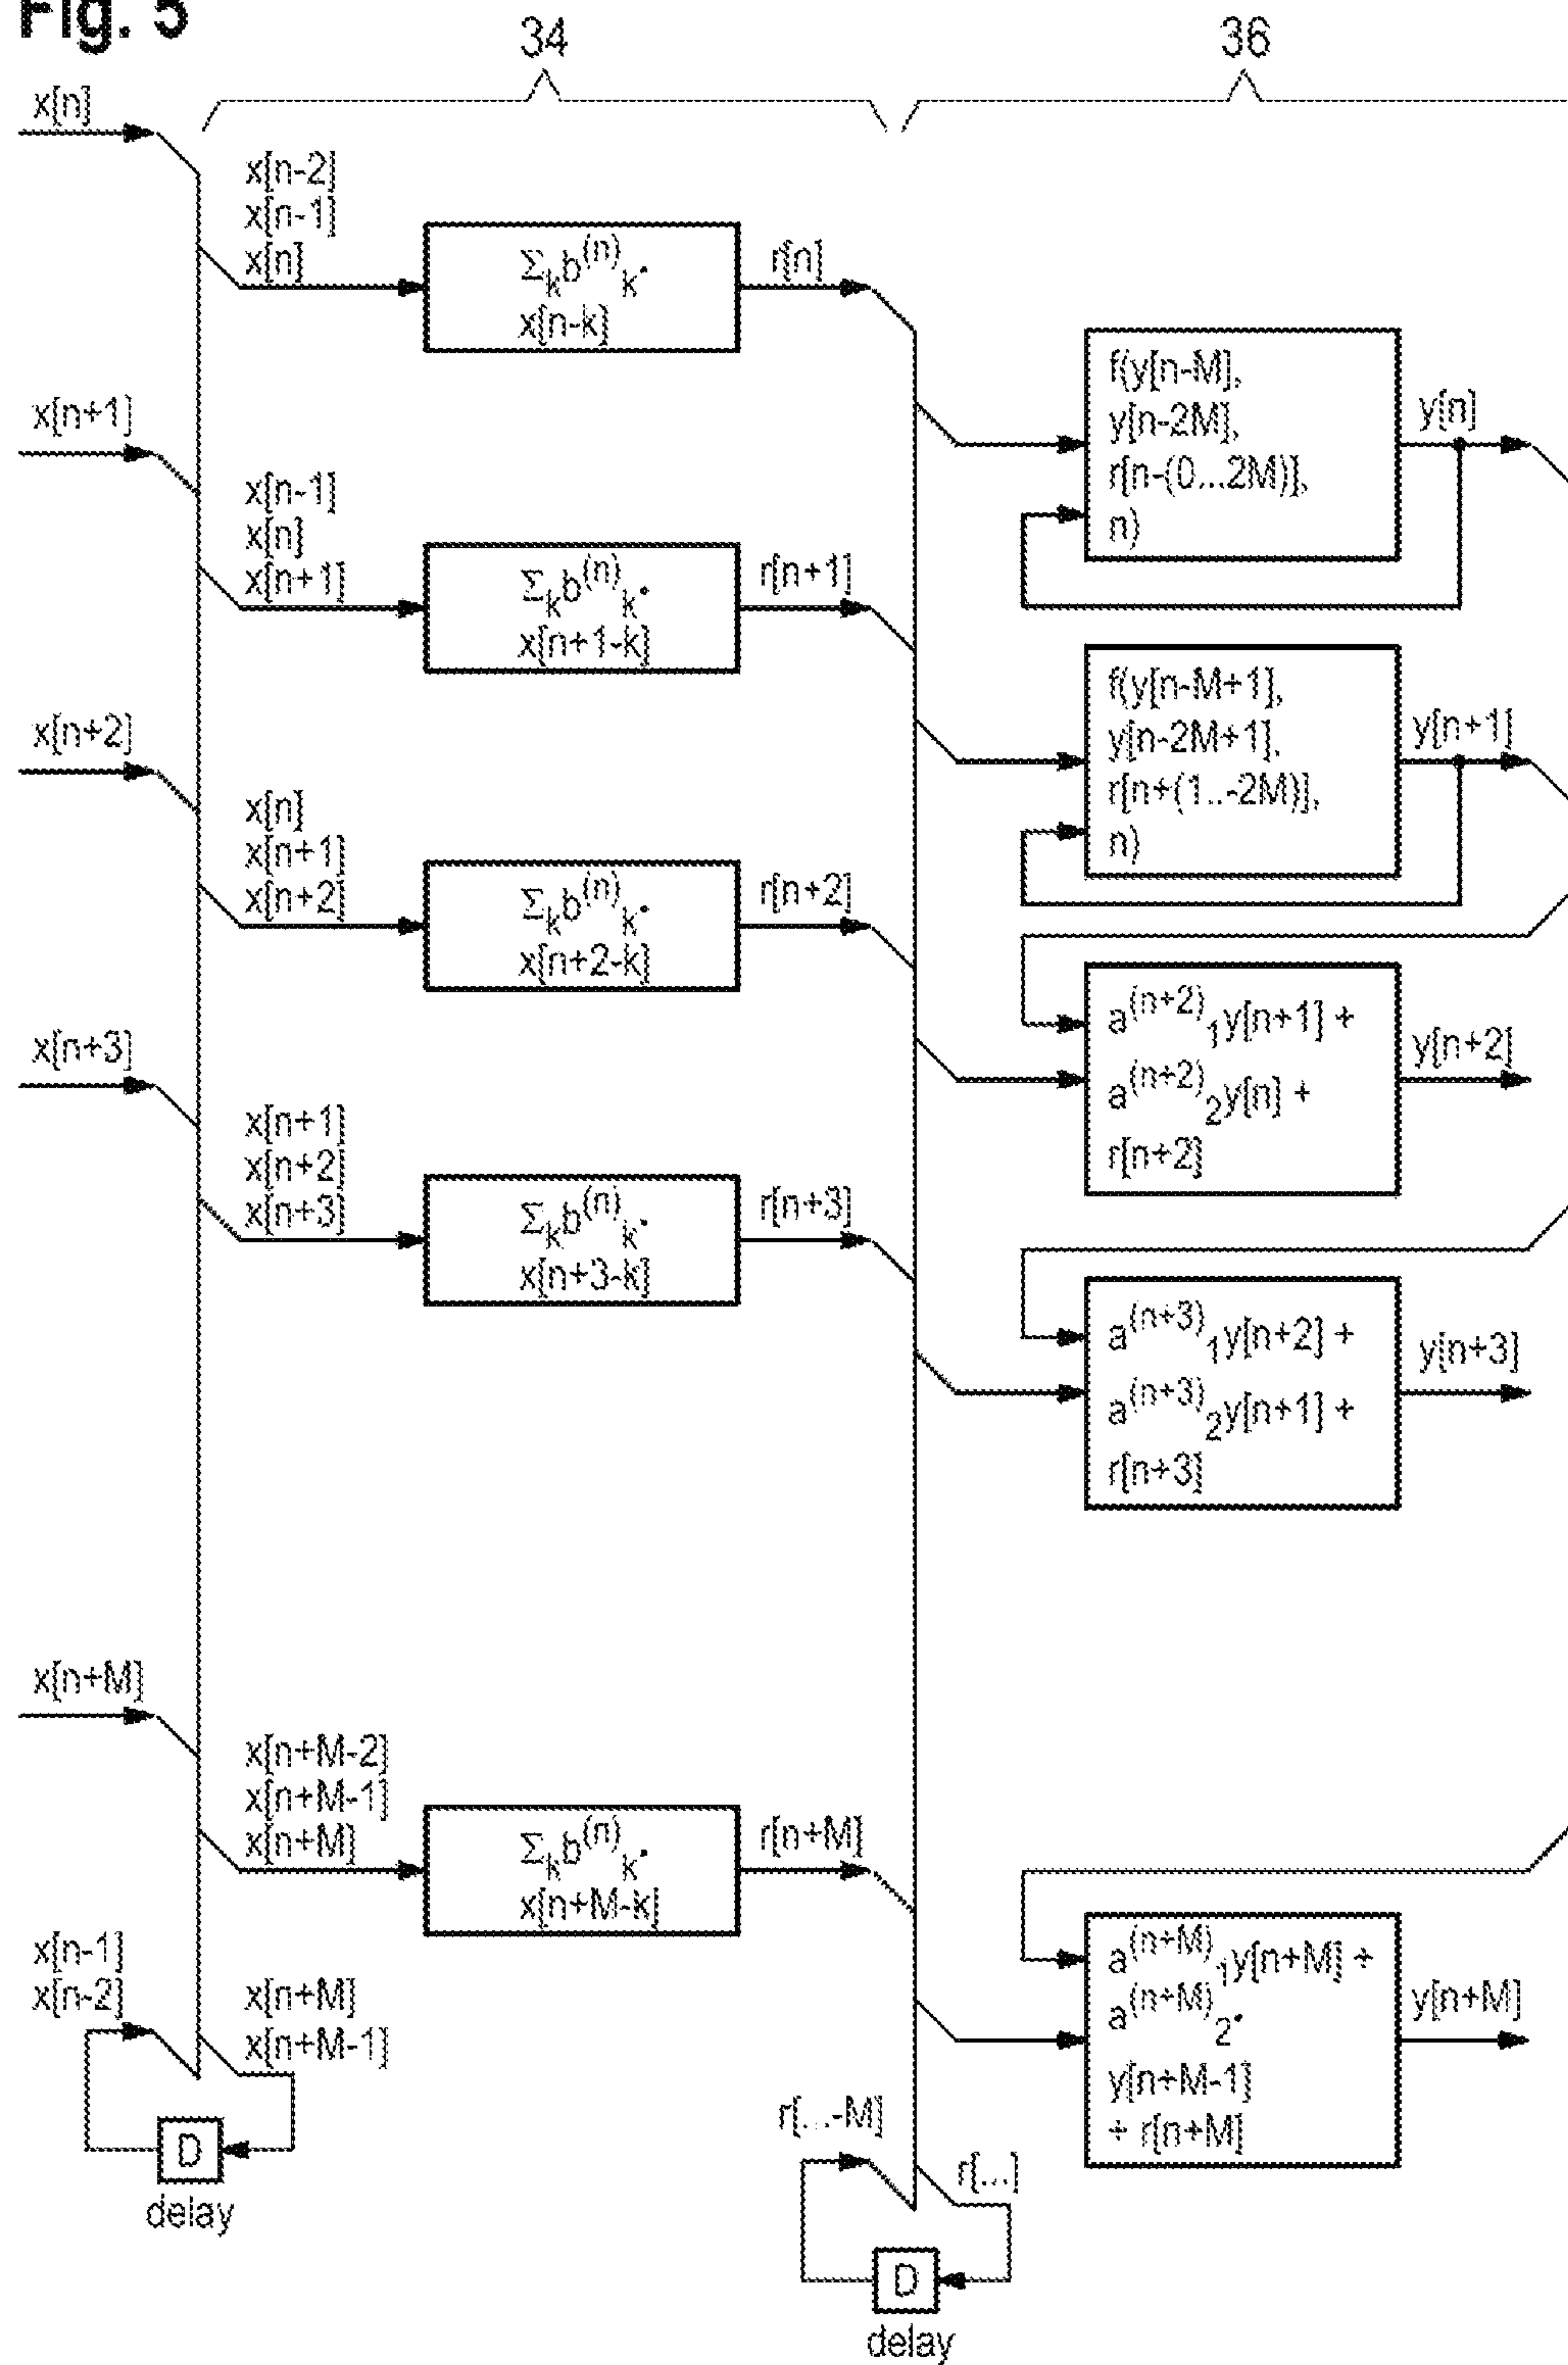 Fig. 5
34
36
x[n]
x[n-2]
x[n-1]
x[n]
Σₖb⁽ⁿ⁾ₖ·
x[n-k]
r[n]
f(y[n-M],
y[n-2M],
r[n-(0...2M)],
n)
y[n]
x[n+1]
x[n-1]
x[n]
x[n+1]
Σₖb⁽ⁿ⁾ₖ·
x[n+1-k]
r[n+1]
f(y[n-M+1],
y[n-2M+1],
r[n+(1..-2M)],
n)
y[n+1]
x[n+2]
x[n]
x[n+1]
x[n+2]
Σₖb⁽ⁿ⁾ₖ·
x[n+2-k]
r[n+2]
a⁽ⁿ⁺²⁾₁y[n+1] +
a⁽ⁿ⁺²⁾₂y[n] +
r[n+2]
y[n+2]
x[n+3]
x[n+1]
x[n+2]
x[n+3]
Σₖb⁽ⁿ⁾ₖ·
x[n+3-k]
r[n+3]
a⁽ⁿ⁺³⁾₁y[n+2] +
a⁽ⁿ⁺³⁾₂y[n+1] +
r[n+3]
y[n+3]
x[n+M]
x[n+M-2]
x[n+M-1]
x[n+M]
Σₖb⁽ⁿ⁾ₖ·
x[n+M-k]
r[n+M]
a⁽ⁿ⁺ᴹ⁾₁y[n+M] +
a⁽ⁿ⁺ᴹ⁾₂·
y[n+M-1]
+ r[n+M]
y[n+M]
x[n-1]
x[n-2]
x[n+M]
x[n+M-1]
D
delay
r[...-M]
r[...]
D
delay